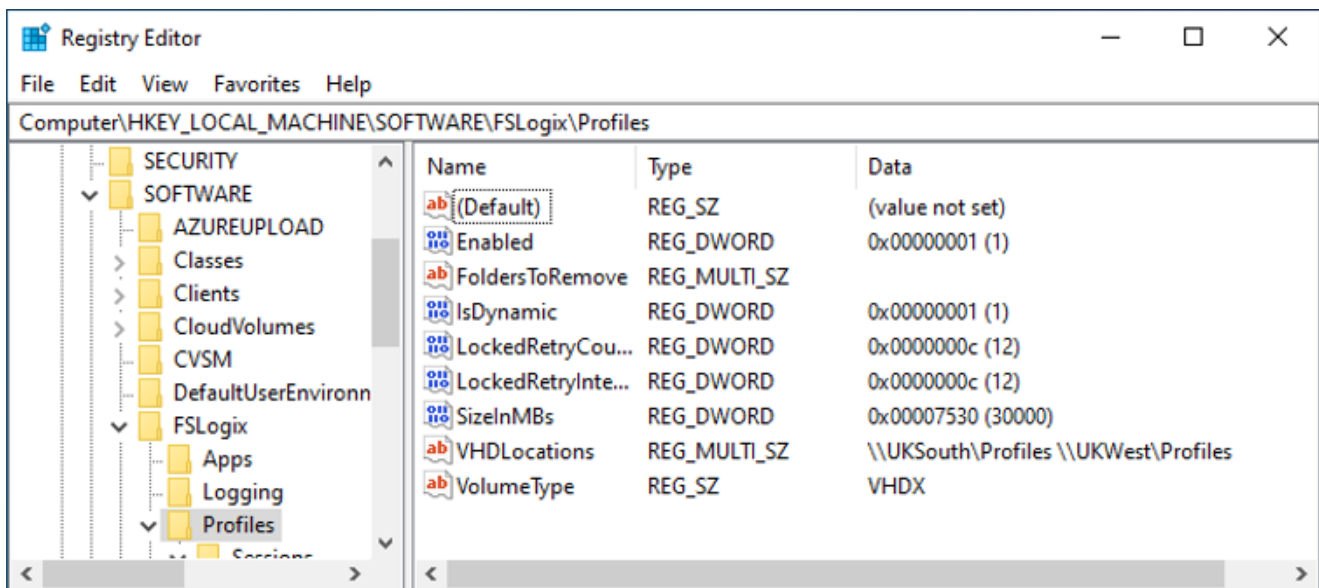 Registry Editor
File Edit View Favorites Help
Computer\HKEY_LOCAL_MACHINE\SOFTWARE\FSLogix\Profiles
SECURITY
SOFTWARE
AZUREUPLOAD
Classes
Clients
CloudVolumes
CVSM
DefaultUserEnvironn
FSLogix
Apps
Logging
Profiles
Sessions
Name Type Data
(Default) REG_SZ (value not set)
Enabled REG_DWORD 0x00000001 (1)
FoldersToRemove REG_MULTI_SZ
IsDynamic REG_DWORD 0x00000001 (1)
LockedRetryCou... REG_DWORD 0x0000000c (12)
LockedRetryInte... REG_DWORD 0x0000000c (12)
SizeInMBs REG_DWORD 0x00007530 (30000)
VHDLocations REG_MULTI_SZ \\UKSouth\Profiles \\UKWest\Profiles
VolumeType REG_SZ VHDX